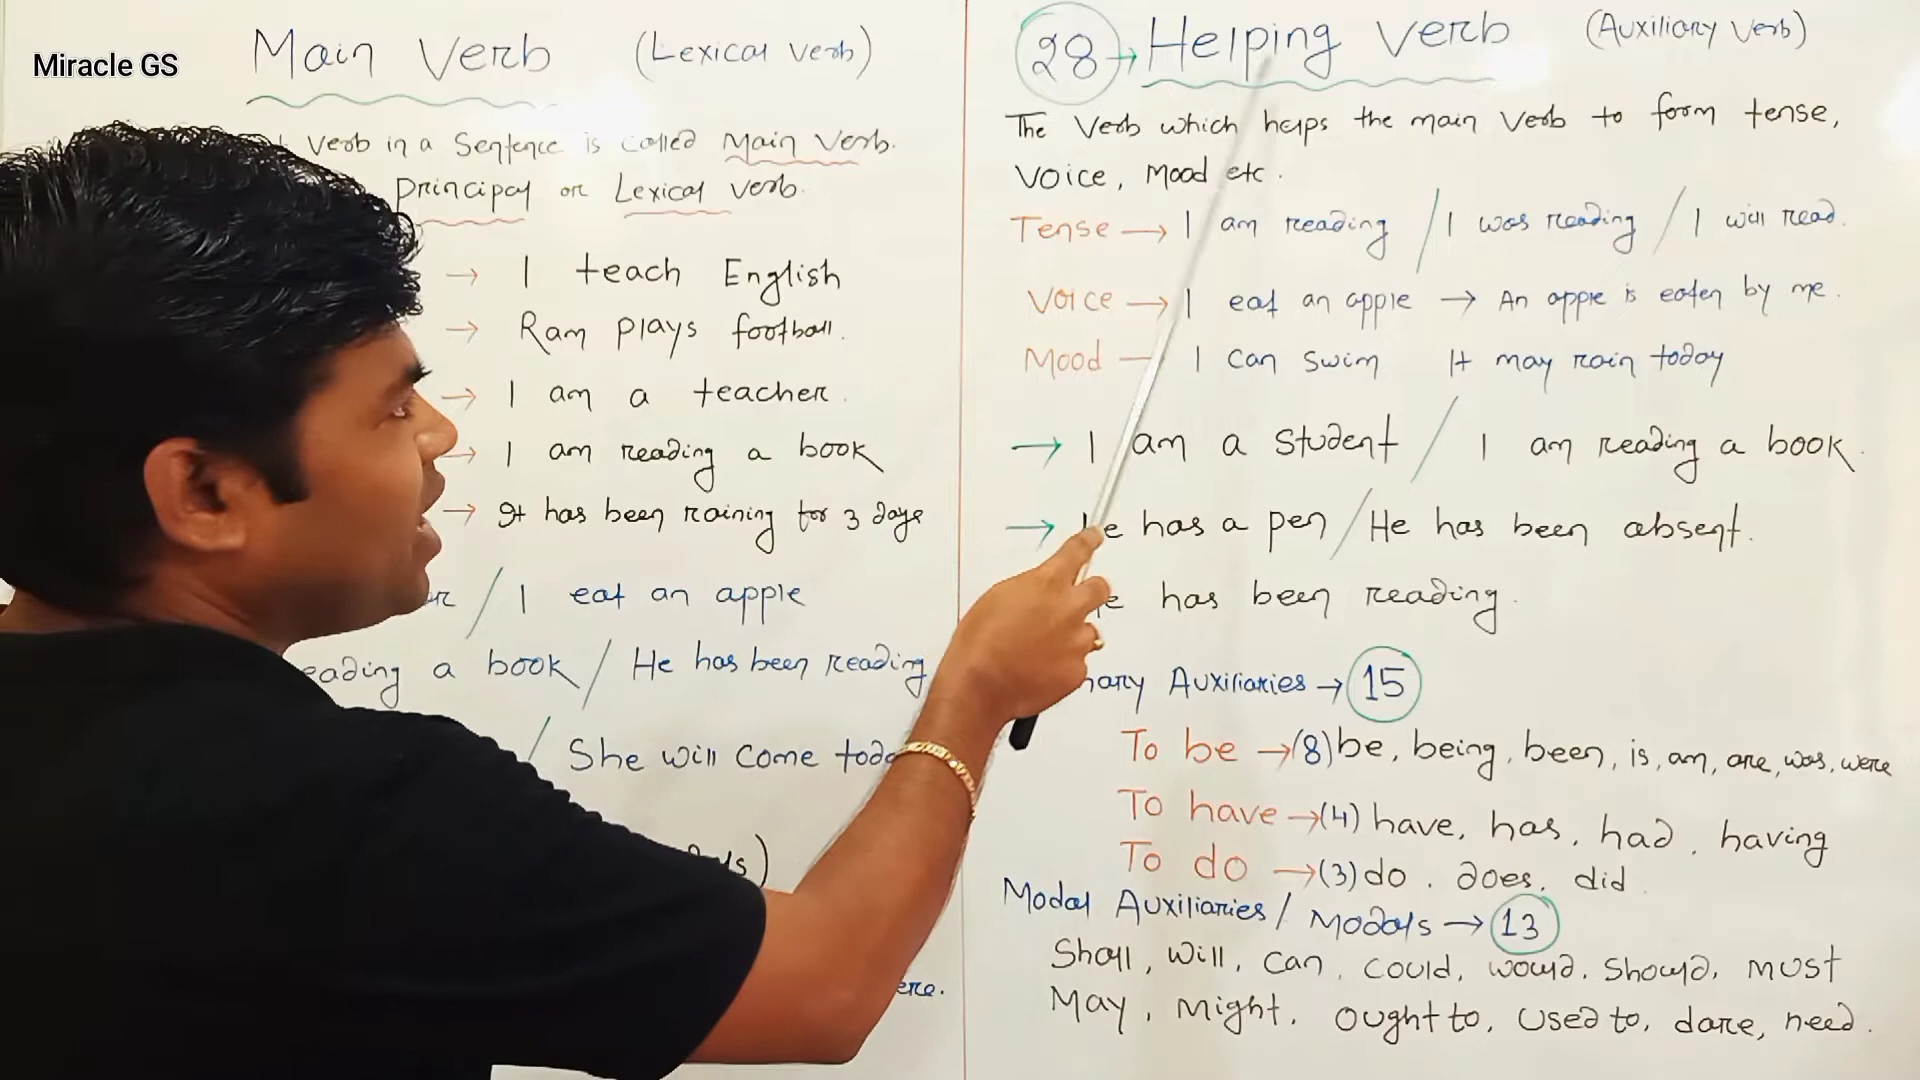 Miracle GS
Main Verb (Lexical verb)
verb in a Sentence is called Main Verb.
Principal or Lexical verb.
→ I teach English
→ Ram plays football.
→ I am a teacher.
→ I am reading a book
→ It has been raining for 3 days
/ I eat an apple
eading a book / He has been reading
/ She will come toda
ere.
28 → Helping Verb (Auxiliary Verb)
The Verb which helps the main verb to form tense,
Voice, Mood etc.
Tense → I am reading / I was reading / I will read.
Voice → I eat an apple → An apple is eaten by me.
Mood — I can swim It may rain today
→ I am a student / I am reading a book.
→ He has a pen / He has been absent.
e has been reading.
nary Auxiliaries → 15
To be → (8) be, being, been, is, am, are, was, were
To have → (4) have, has, had, having
To do → (3) do, does, did
Modal Auxiliaries / Modals → 13
Shall, Will, Can, Could, would, Should, must
May, Might, Ought to, Used to, dare, need.